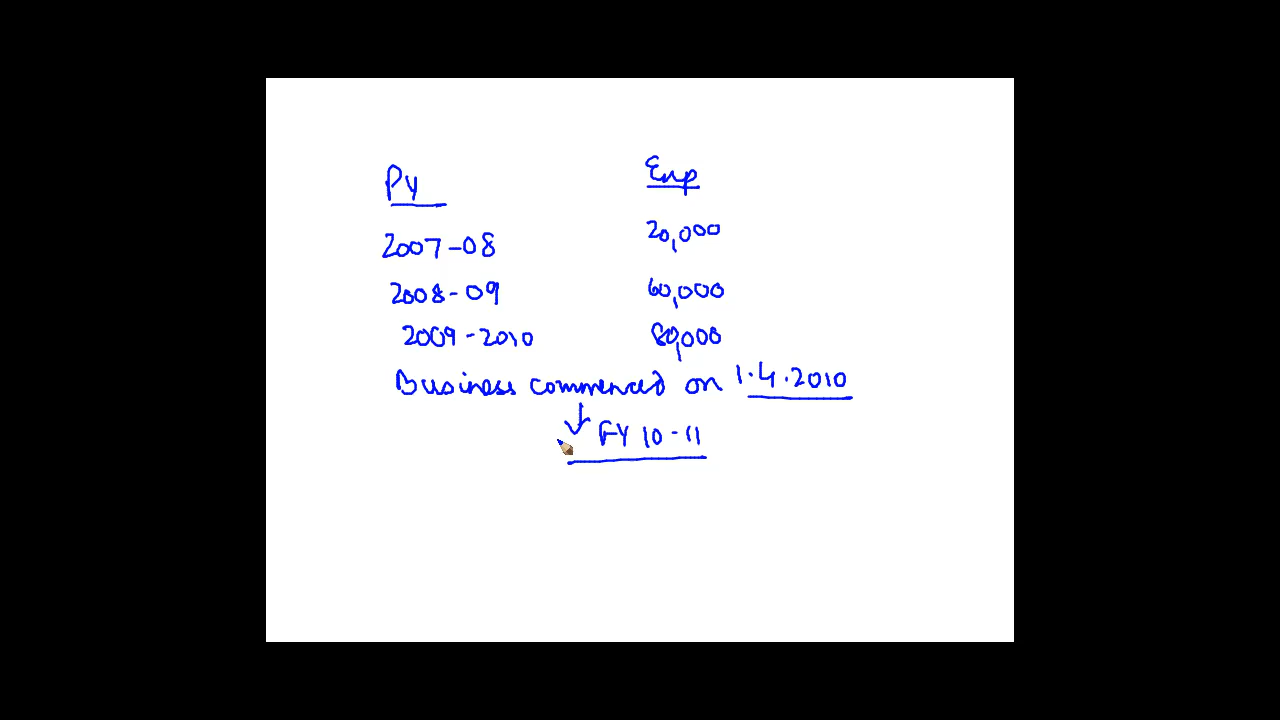 PY Exp
2007-08 20,000
2008-09 60,000
2009-2010 80,000
Business commenced on 1.4.2010
FY 10-11